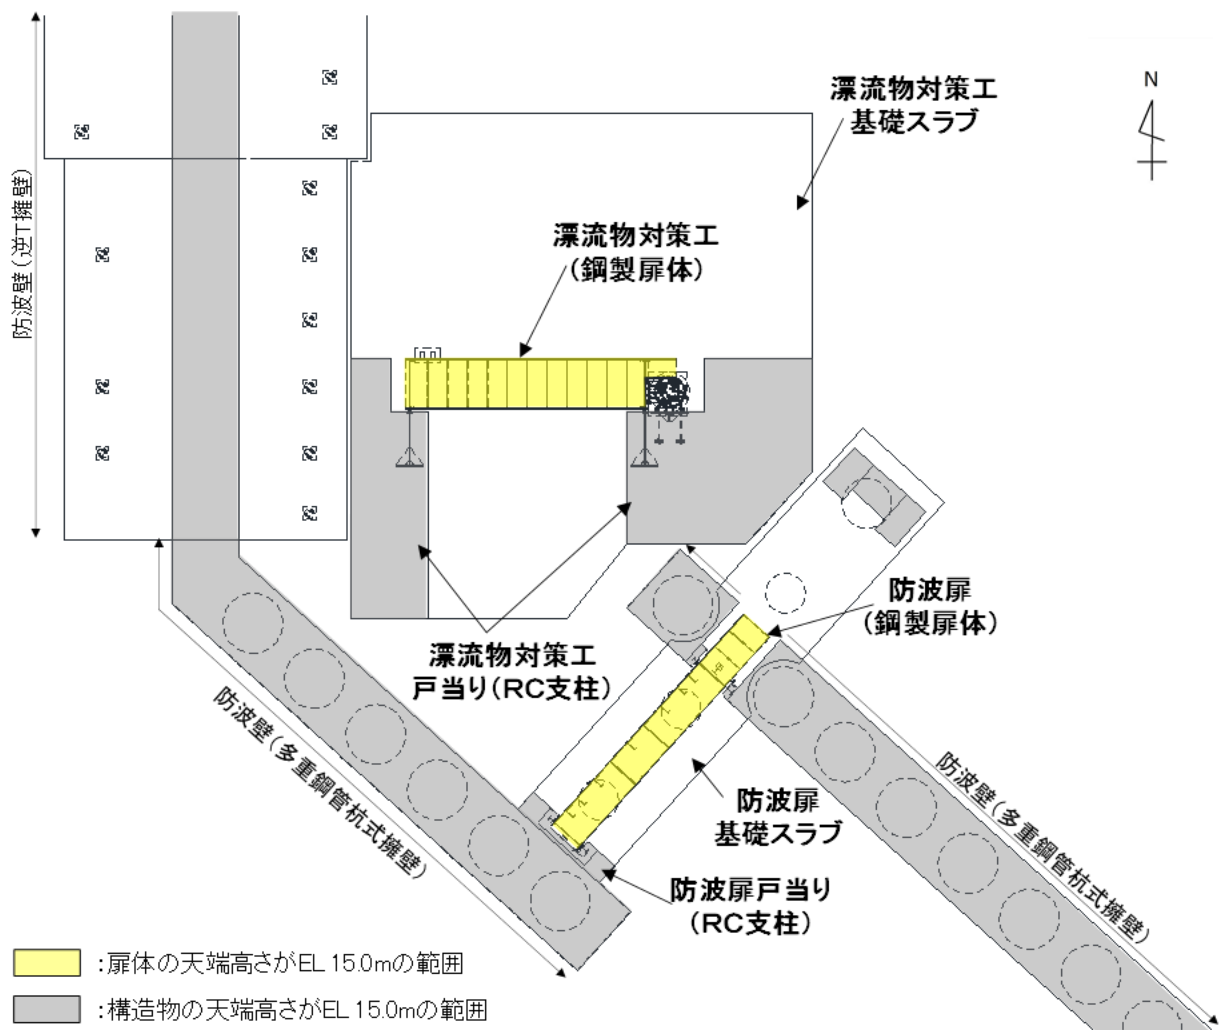 N
漂流物対策工
基礎スラブ
防波壁(逆T擁壁)
漂流物対策工
(鋼製扉体)
防波扉
(鋼製扉体)
漂流物対策工
戸当り(RC支柱)
防波壁(多重鋼管杭式擁壁)
防波壁(多重鋼管杭式擁壁)
防波扉
基礎スラブ
防波扉戸当り
(RC支柱)
:扉体の天端高さがEL 15.0mの範囲
:構造物の天端高さがEL 15.0mの範囲